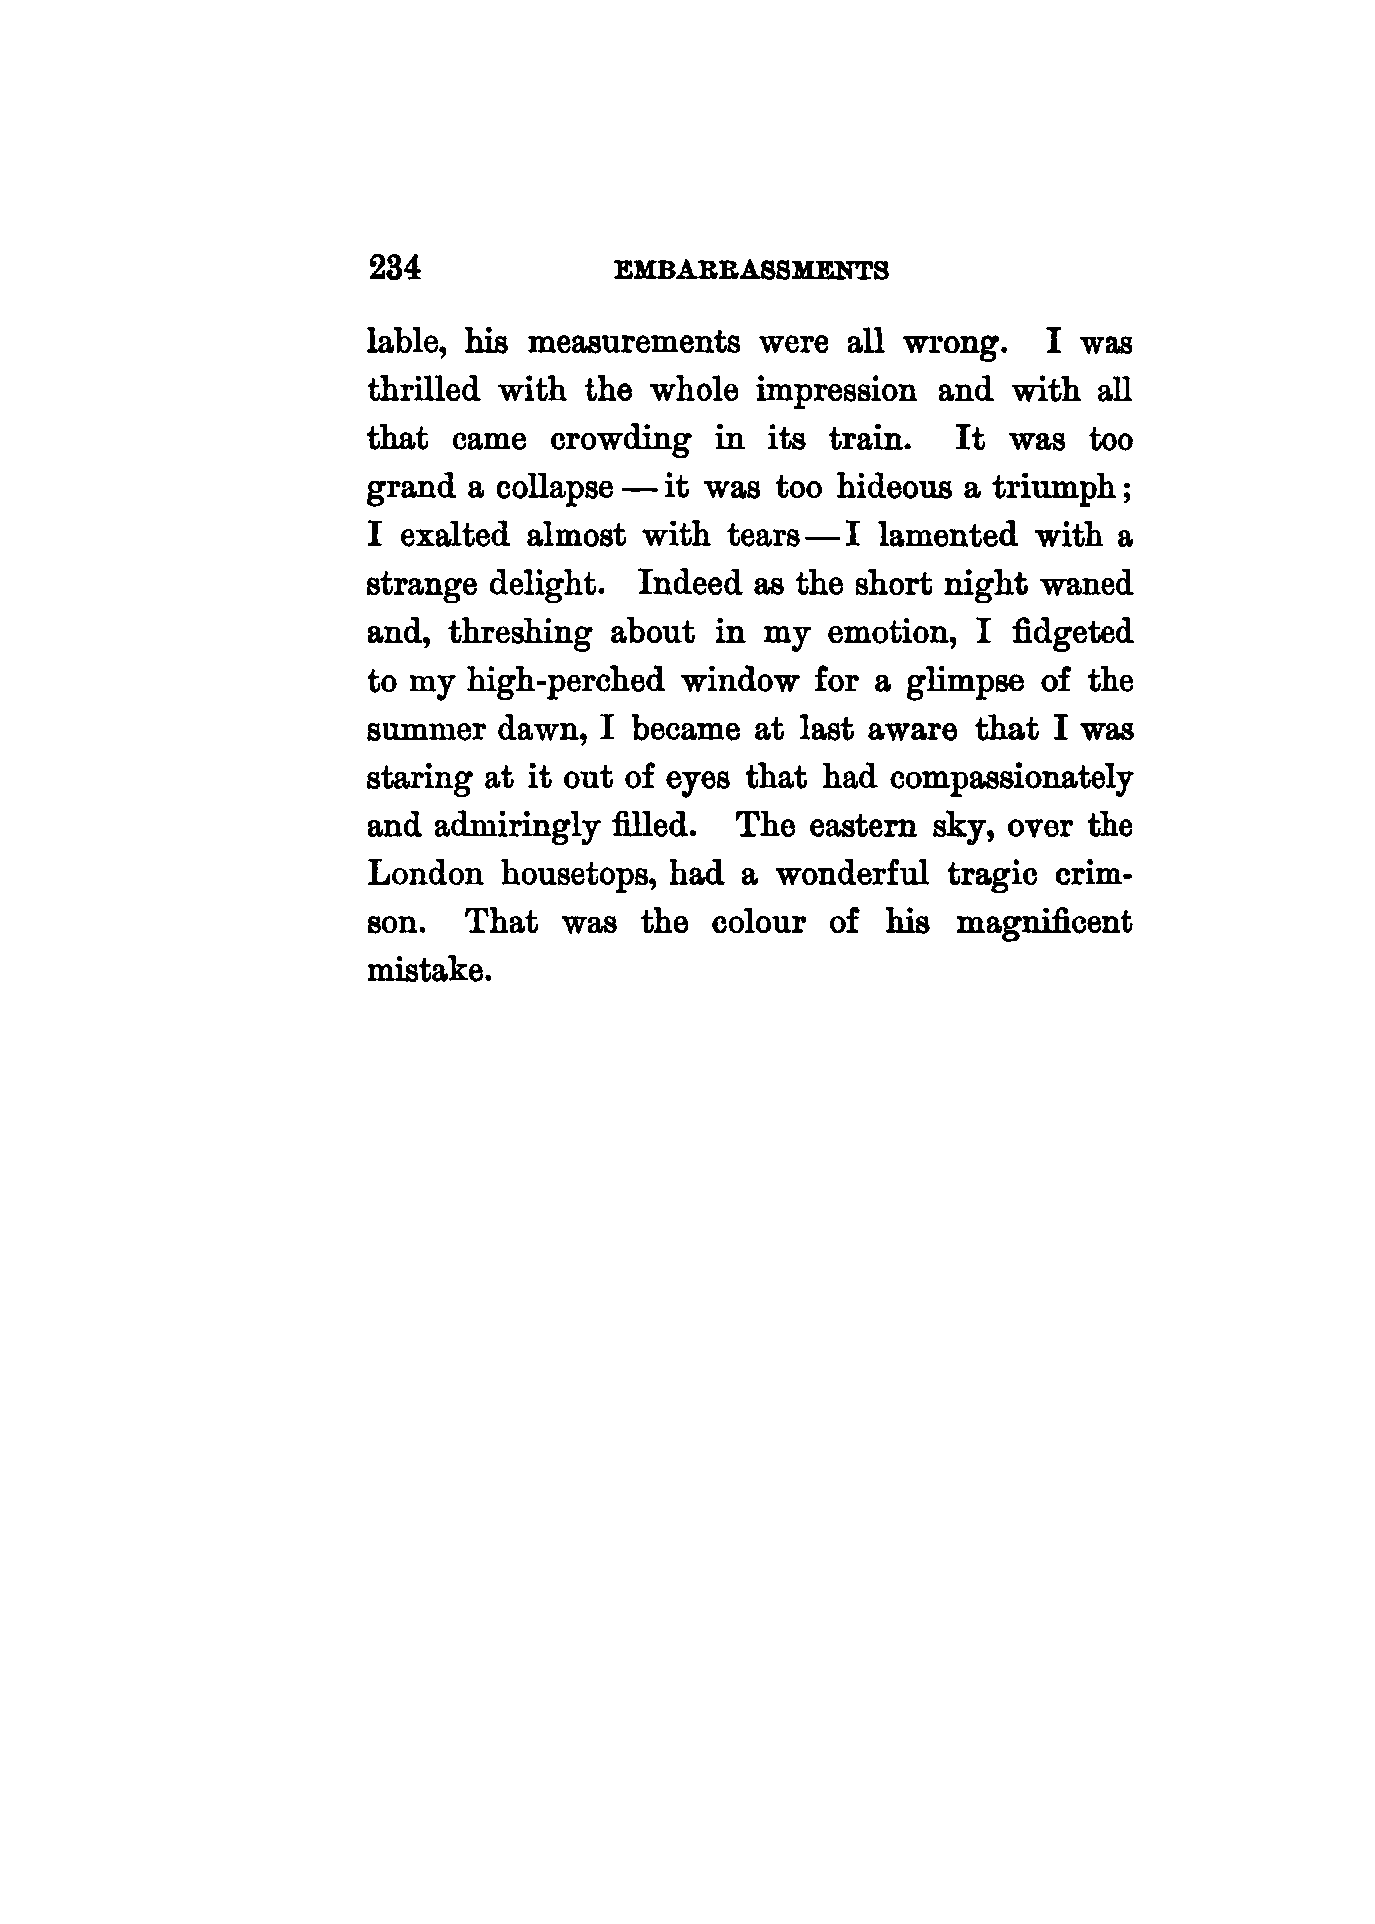 234 EMBARRASSMENTS
lable, his measurements were all wrong. I was
thrilled with the whole impression and with all
that came crowding in its train. It was too
grand a collapse — it was too hideous a triumph;
I exalted almost with tears—I lamented with a
strange delight. Indeed as the short night waned
and, threshing about in my emotion, I fidgeted
to my high-perched window for a glimpse of the
summer dawn, I became at last aware that I was
staring at it out of eyes that had compassionately
and admiringly filled. The eastern sky, over the
London housetops, had a wonderful tragic crim-
son. That was the colour of his magnificent
mistake.